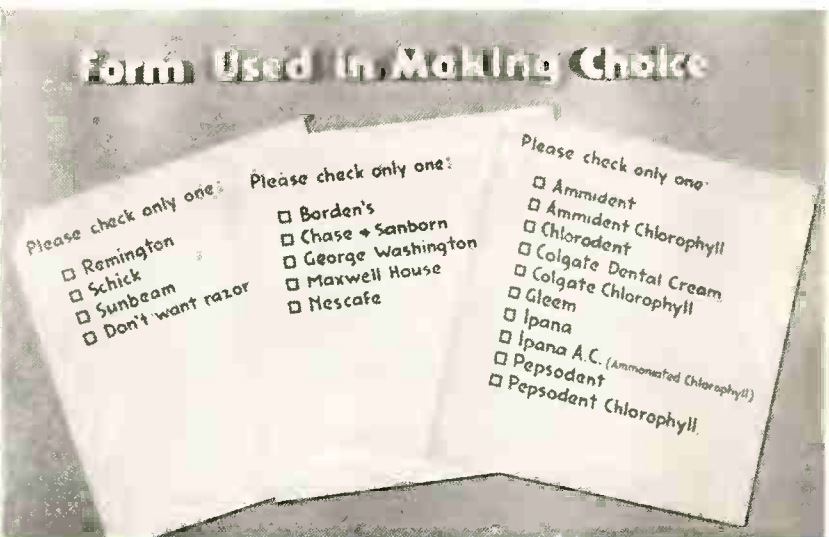 Form Used in Making Choice
Please check only one:
☐ Remington
☐ Schick
☐ Sunbeam
☐ Don't want razor
Please check only one:
☐ Borden's
☐ Chase + Sanborn
☐ George Washington
☐ Maxwell House
☐ Nescafe
Please check only one:
☐ Ammident
☐ Ammident Chlorophyll
☐ Chlorodent
☐ Colgate Dental Cream
☐ Colgate Chlorophyll
☐ Gleem
☐ Ipana
☐ Ipana A.C. (Ammoniated Chlorophyll)
☐ Pepsodent
☐ Pepsodent Chlorophyll